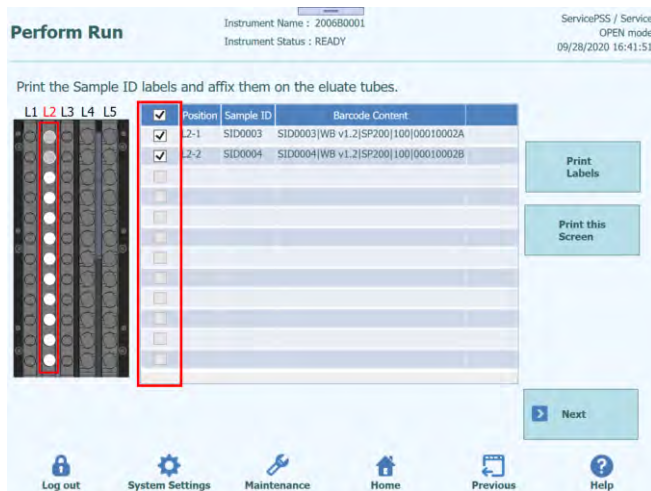 Perform Run
Instrument Name : 2006B0001
Instrument Status : READY
ServicePSS / Service
OPEN mode
09/28/2020 16:41:51
Print the Sample ID labels and affix them on the eluate tubes.
L1 L2 L3 L4 L5
Position Sample ID Barcode Content
L2-1 SID0003 SID0003|WB v1.2|SP200|100|00010002A
L2-2 SID0004 SID0004|WB v1.2|SP200|100|00010002B
Print
Labels
Print this
Screen
Next
Log out System Settings Maintenance Home Previous Help